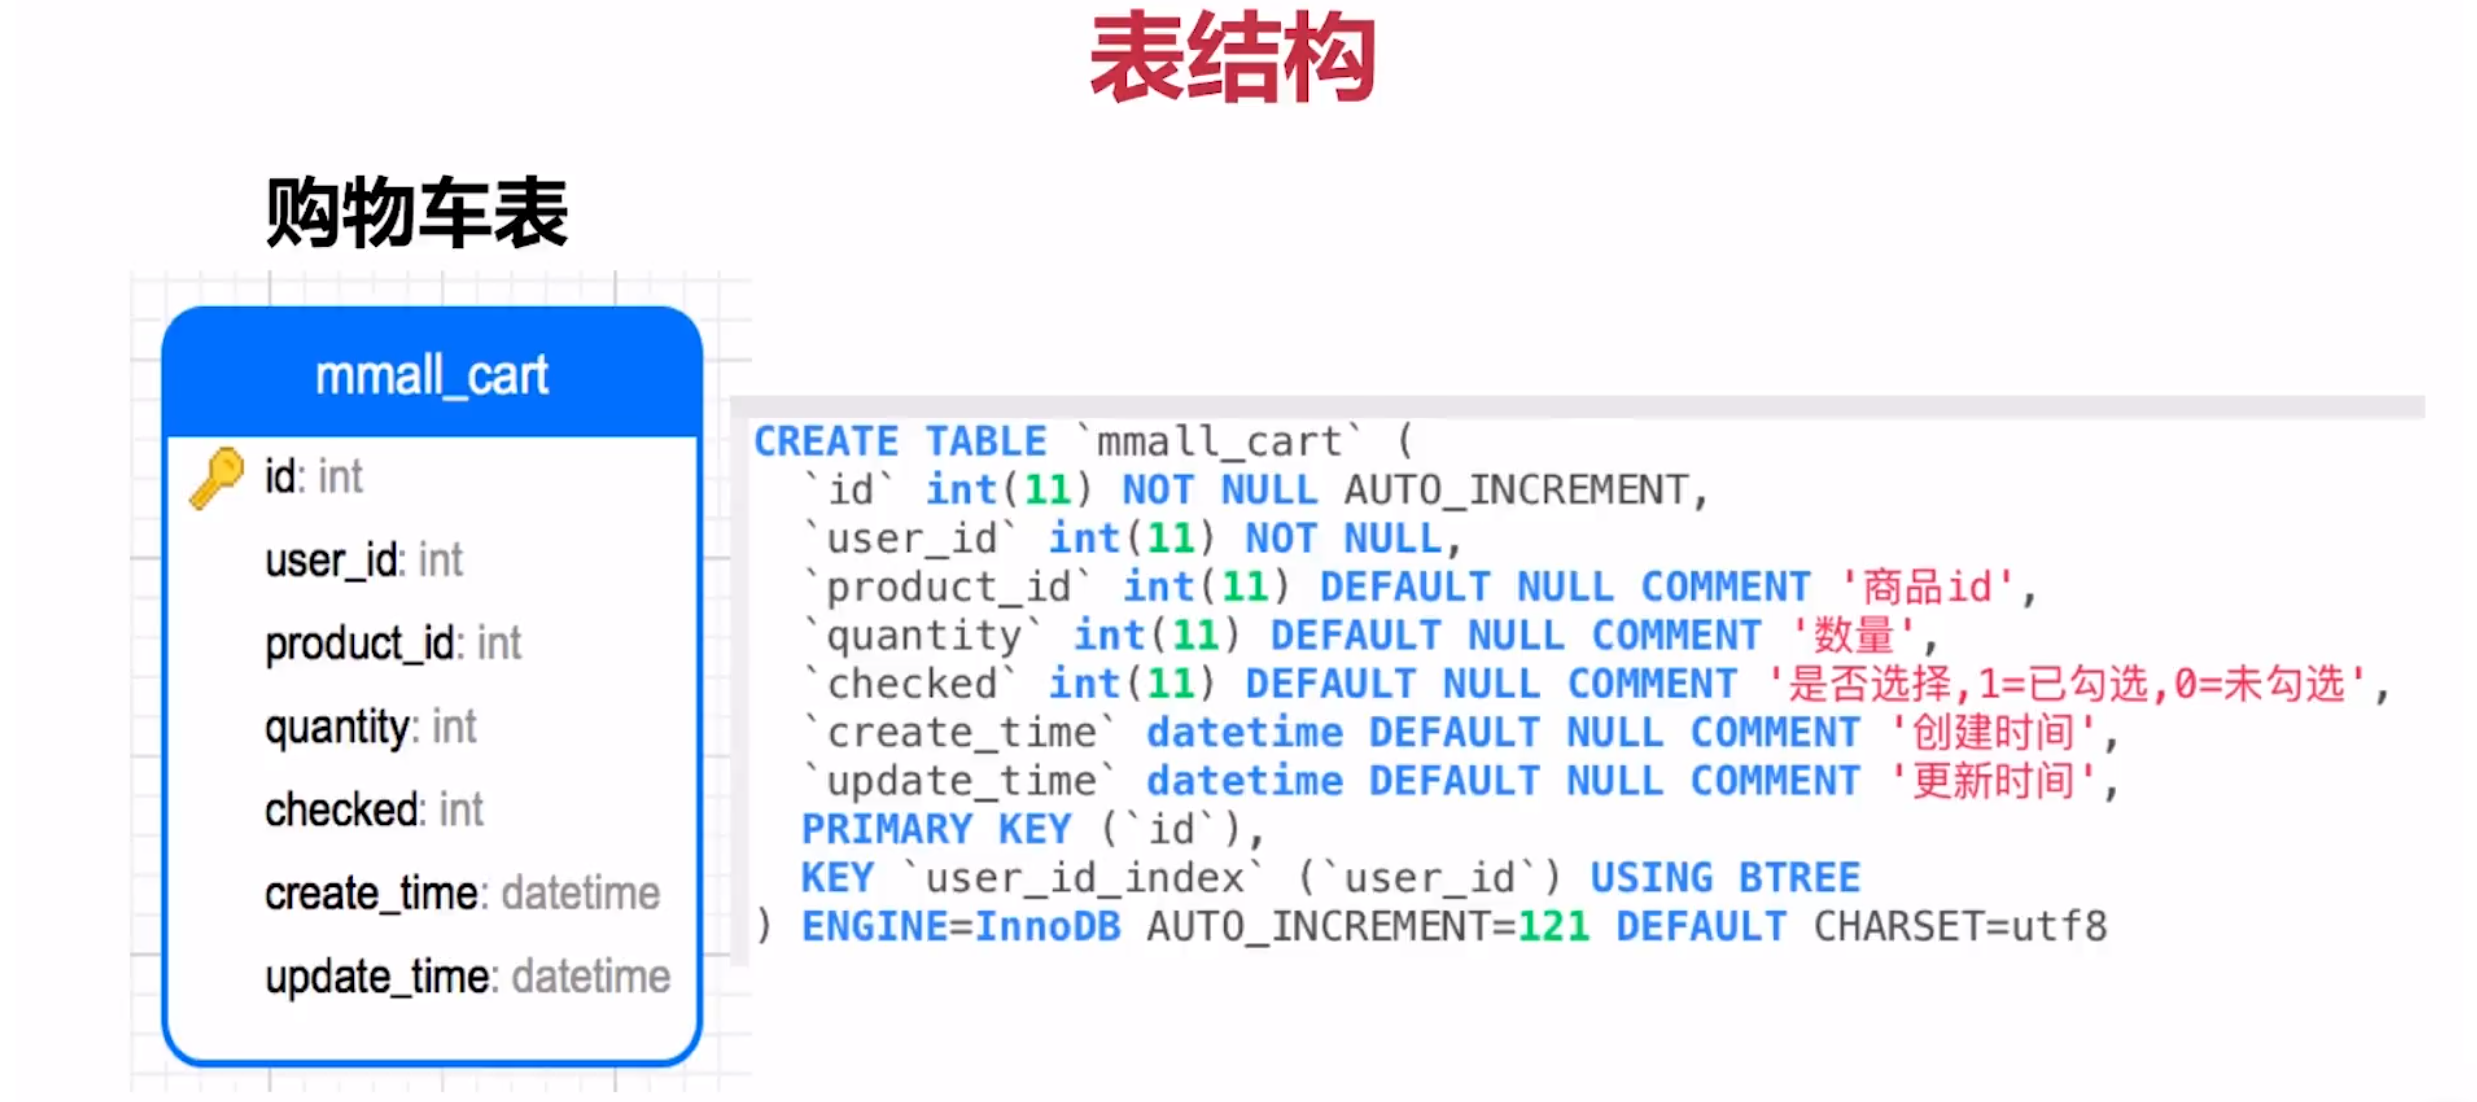 表结构
购物车表
mmall_cart
id: int
user_id: int
product_id: int
quantity: int
checked: int
create_time: datetime
update_time: datetime
CREATE TABLE `mmall_cart` (
  `id` int(11) NOT NULL AUTO_INCREMENT,
  `user_id` int(11) NOT NULL,
  `product_id` int(11) DEFAULT NULL COMMENT '商品id',
  `quantity` int(11) DEFAULT NULL COMMENT '数量',
  `checked` int(11) DEFAULT NULL COMMENT '是否选择,1=已勾选,0=未勾选',
  `create_time` datetime DEFAULT NULL COMMENT '创建时间',
  `update_time` datetime DEFAULT NULL COMMENT '更新时间',
  PRIMARY KEY (`id`),
  KEY `user_id_index` (`user_id`) USING BTREE
) ENGINE=InnoDB AUTO_INCREMENT=121 DEFAULT CHARSET=utf8